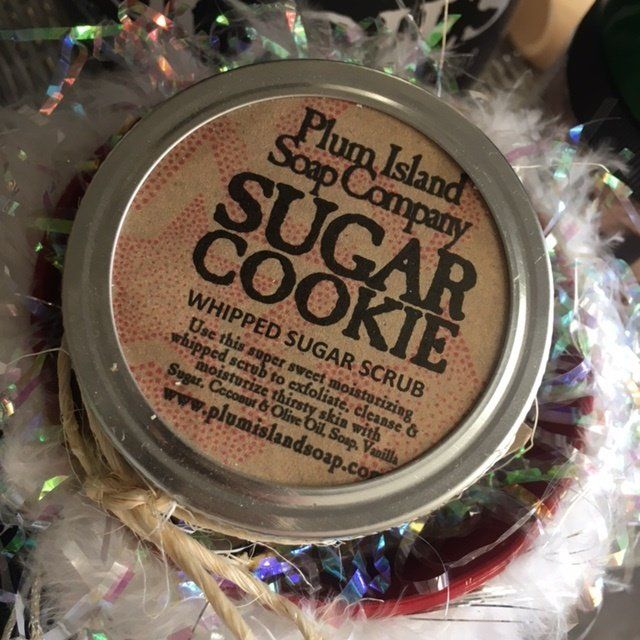 Plum Island
Soap Company
SUGAR
COOKIE
WHIPPED SUGAR SCRUB
Use this super sweet moisturizing
whipped scrub to exfoliate, cleanse &
moisturize thirsty skin with
Sugar, Coconut & Olive Oil Soap, Vanilla
www.plumislandsoap.com